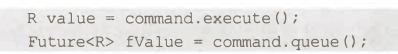 R value = command.execute();
Future<R> fValue = command.queue();